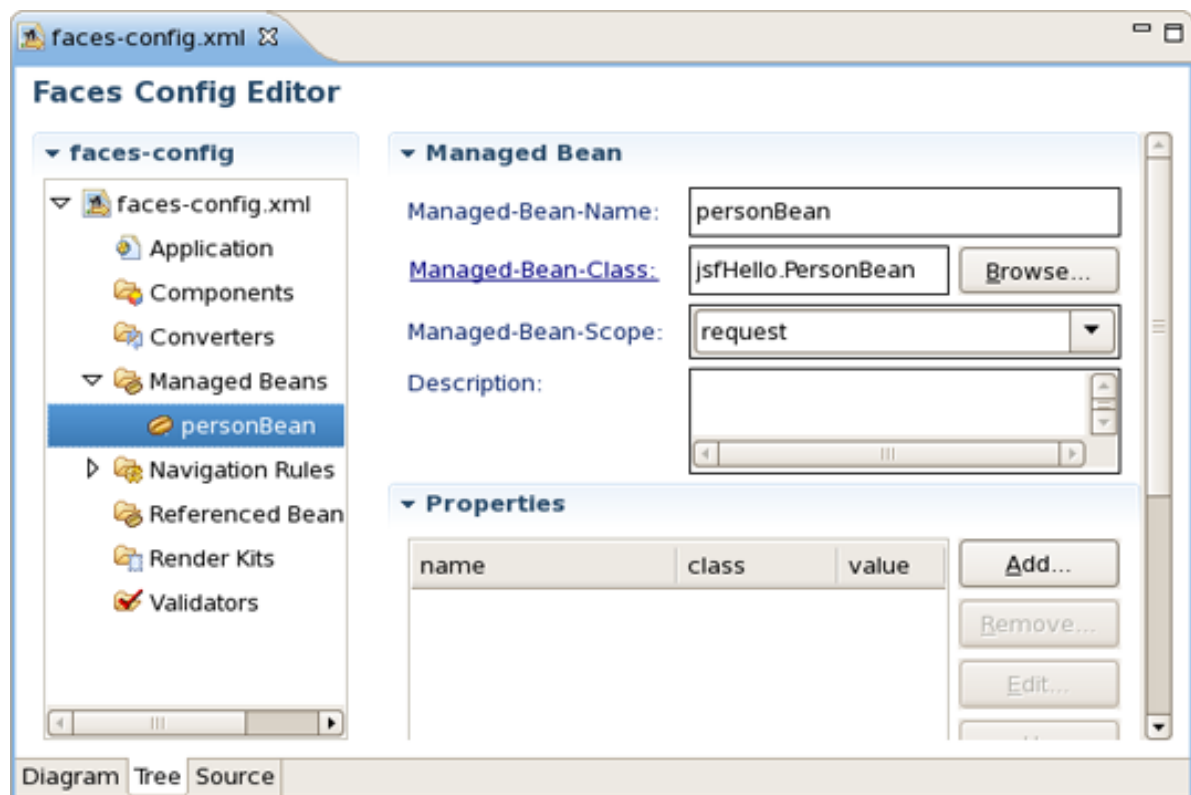 faces-config.xml
Faces Config Editor
faces-config
faces-config.xml
Application
Components
Converters
Managed Beans
personBean
Navigation Rules
Referenced Bean
Render Kits
Validators
Managed Bean
Managed-Bean-Name: personBean
Managed-Bean-Class: jsfHello.PersonBean Browse...
Managed-Bean-Scope: request
Description:
Properties
name class value Add...
Remove...
Edit...
Diagram Tree Source